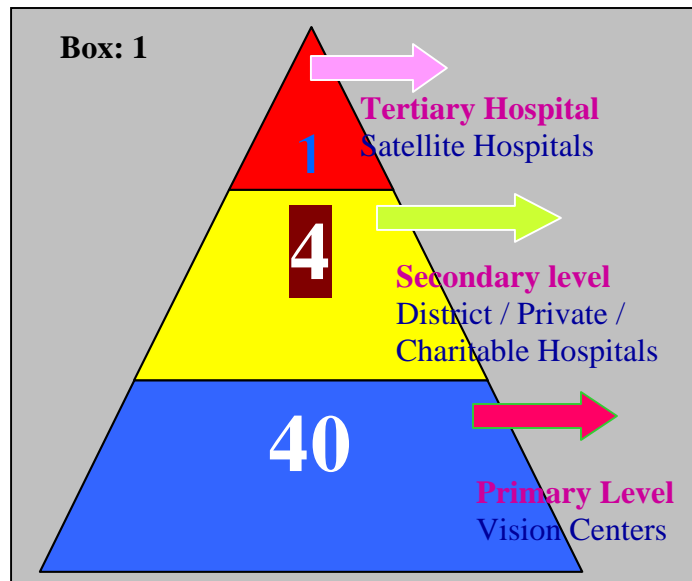 Box: 1
Tertiary Hospital
1
Satellite Hospitals
4
Secondary level
District / Private /
Charitable Hospitals
40
Primary Level
Vision Centers